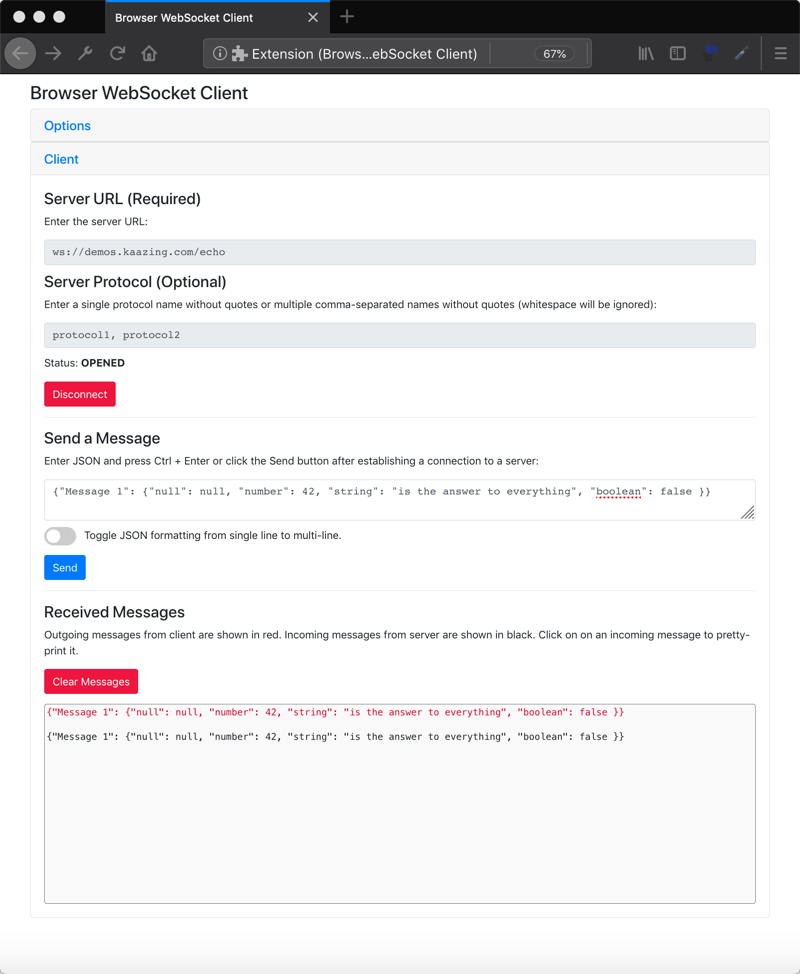 Browser WebSocket Client
Extension (Brows...ebSocket Client)
67%
Browser WebSocket Client
Options
Client
Server URL (Required)
Enter the server URL:
ws://demos.kaazing.com/echo
Server Protocol (Optional)
Enter a single protocol name without quotes or multiple comma-separated names without quotes (whitespace will be ignored):
protocol1, protocol2
Status: OPENED
Disconnect
Send a Message
Enter JSON and press Ctrl + Enter or click the Send button after establishing a connection to a server:
{"Message 1": {"null": null, "number": 42, "string": "is the answer to everything", "boolean": false }}
Toggle JSON formatting from single line to multi-line.
Send
Received Messages
Outgoing messages from client are shown in red. Incoming messages from server are shown in black. Click on on an incoming message to pretty-
print it.
Clear Messages
{"Message 1": {"null": null, "number": 42, "string": "is the answer to everything", "boolean": false }}
{"Message 1": {"null": null, "number": 42, "string": "is the answer to everything", "boolean": false }}